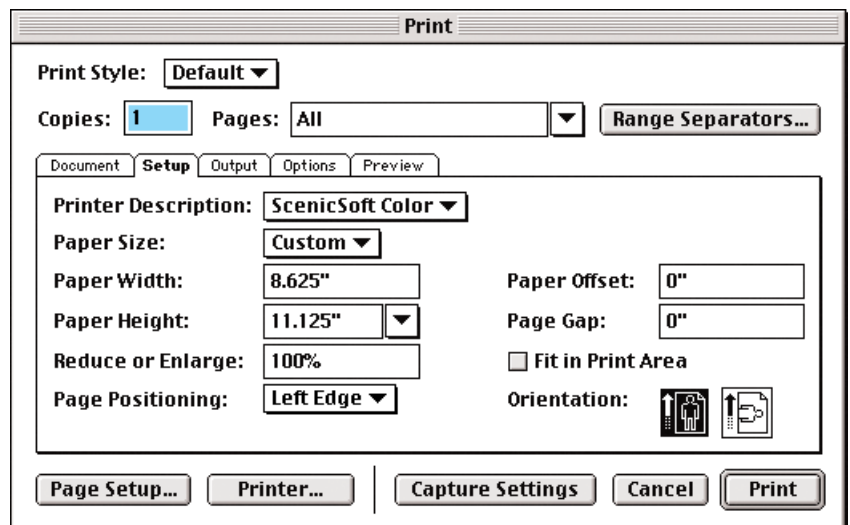 Print
Print Style: Default
Copies: 1 Pages: All Range Separators...
Document Setup Output Options Preview
Printer Description: ScenicSoft Color
Paper Size: Custom
Paper Width: 8.625" Paper Offset: 0"
Paper Height: 11.125" Page Gap: 0"
Reduce or Enlarge: 100% Fit in Print Area
Page Positioning: Left Edge Orientation:
Page Setup... Printer... Capture Settings Cancel Print